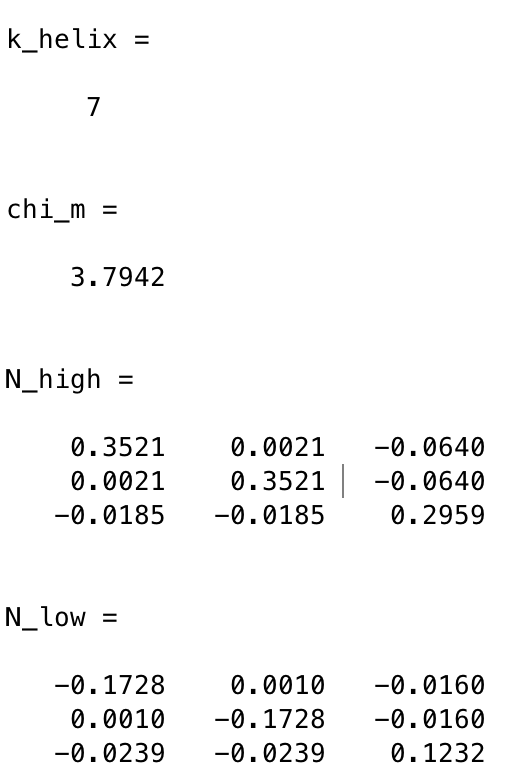 k_helix =
7
chi_m =
3.7942
N_high =
0.3521 0.0021 -0.0640
0.0021 0.3521 -0.0640
-0.0185 -0.0185 0.2959
N_low =
-0.1728 0.0010 -0.0160
0.0010 -0.1728 -0.0160
-0.0239 -0.0239 0.1232